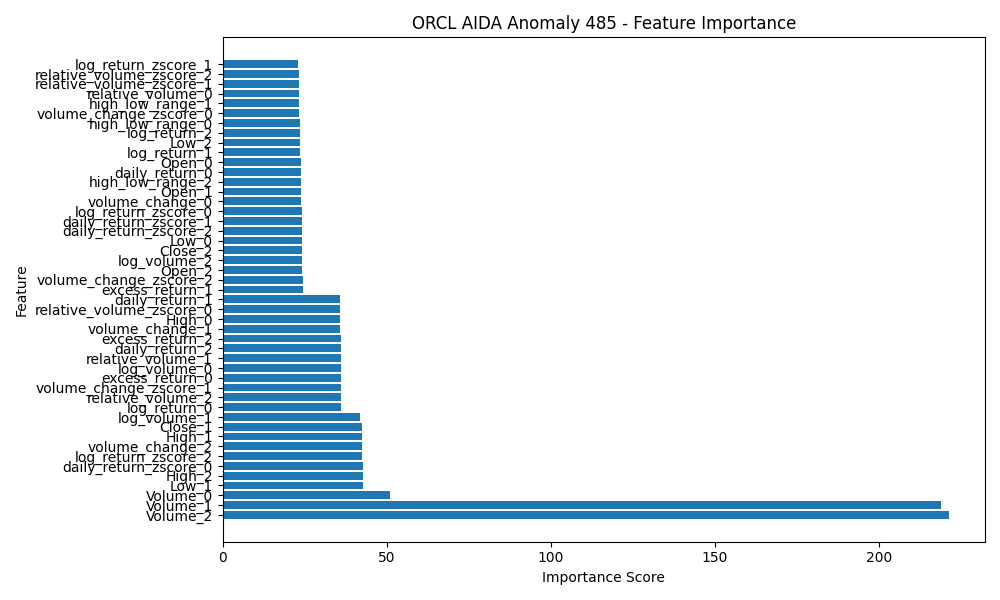 ORCL AIDA Anomaly 485 - Feature Importance
log_return_zscore_1
relative_volume_zscore_2
relative_volume_zscore_1
relative_volume_0
high_low_range_1
volume_change_zscore_0
high_low_range_0
log_return_2
Low_2
log_return_1
Open_0
daily_return_0
high_low_range_2
Open_1
volume_change_0
log_return_zscore_0
daily_return_zscore_1
daily_return_zscore_2
Low_0
Close_2
log_volume_2
Open_2
volume_change_zscore_2
excess_return_1
daily_return_1
relative_volume_zscore_0
High_0
volume_change_1
excess_return_2
daily_return_2
relative_volume_1
log_volume_0
excess_return_0
volume_change_zscore_1
relative_volume_2
log_return_0
log_volume_1
Close_1
High_1
volume_change_2
log_return_zscore_2
daily_return_zscore_0
High_2
Low_1
Volume_0
Volume_1
Volume_2
Feature
0 50 100 150 200
Importance Score